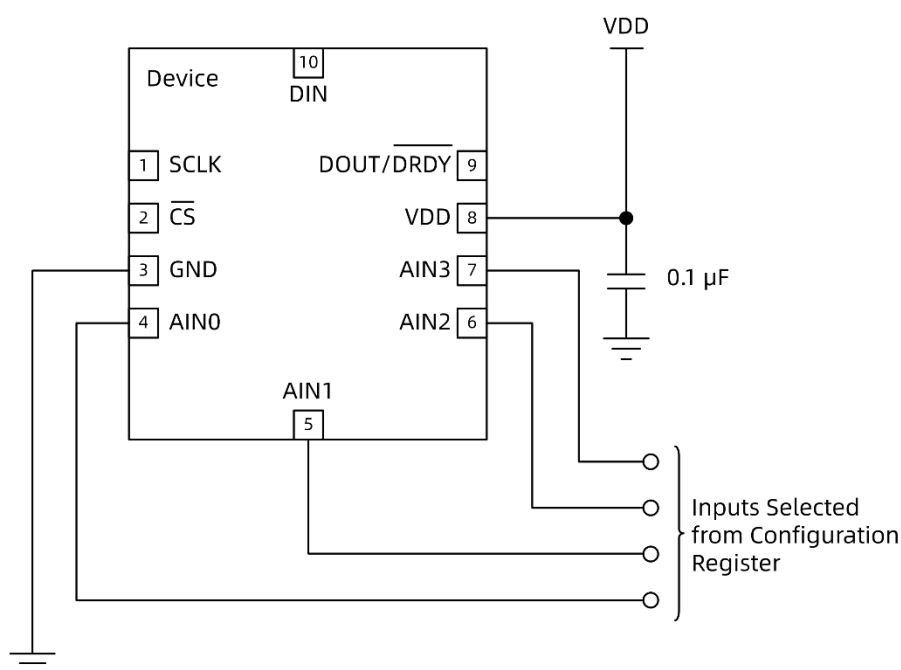 VDD
10
Device
DIN
1 SCLK
DOUT/DRDY 9
2 CS
VDD 8
3 GND
AIN3 7
0.1 µF
4 AIN0
AIN2 6
AIN1
5
Inputs Selected
from Configuration
Register